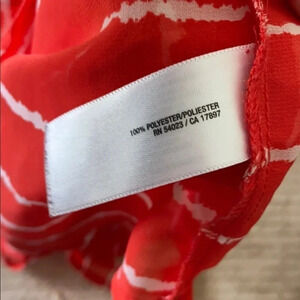 100% POLYESTER/POLIESTER
RN 54023 / CA 17897